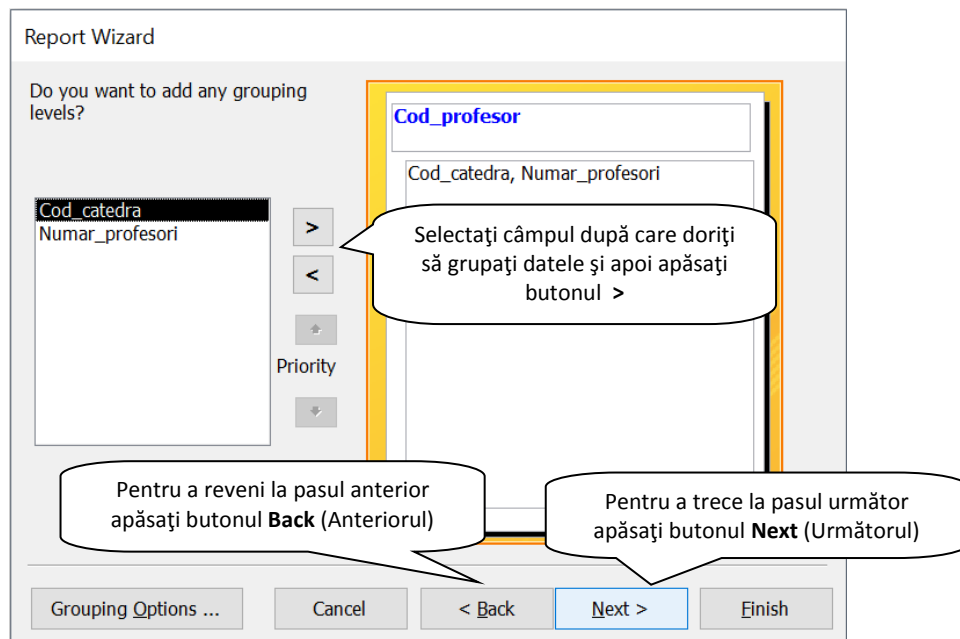 Report Wizard
Do you want to add any grouping
levels?
Cod_profesor
Cod_catedra, Numar_profesori
Cod_catedra
Numar_profesori
>
<
Priority
Selectaţi câmpul după care doriţi
să grupaţi datele şi apoi apăsaţi
butonul >
Pentru a reveni la pasul anterior
apăsaţi butonul Back (Anteriorul)
Pentru a trece la pasul următor
apăsaţi butonul Next (Următorul)
Grouping Options ...
Cancel
< Back
Next >
Finish